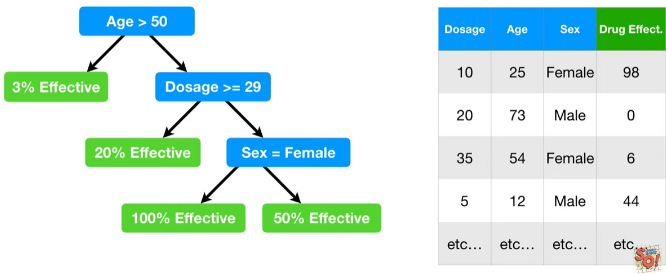 Age > 50
3% Effective
Dosage >= 29
20% Effective
Sex = Female
100% Effective
50% Effective
Dosage Age Sex Drug Effect.
10 25 Female 98
20 73 Male 0
35 54 Female 6
5 12 Male 44
etc... etc... etc... etc...